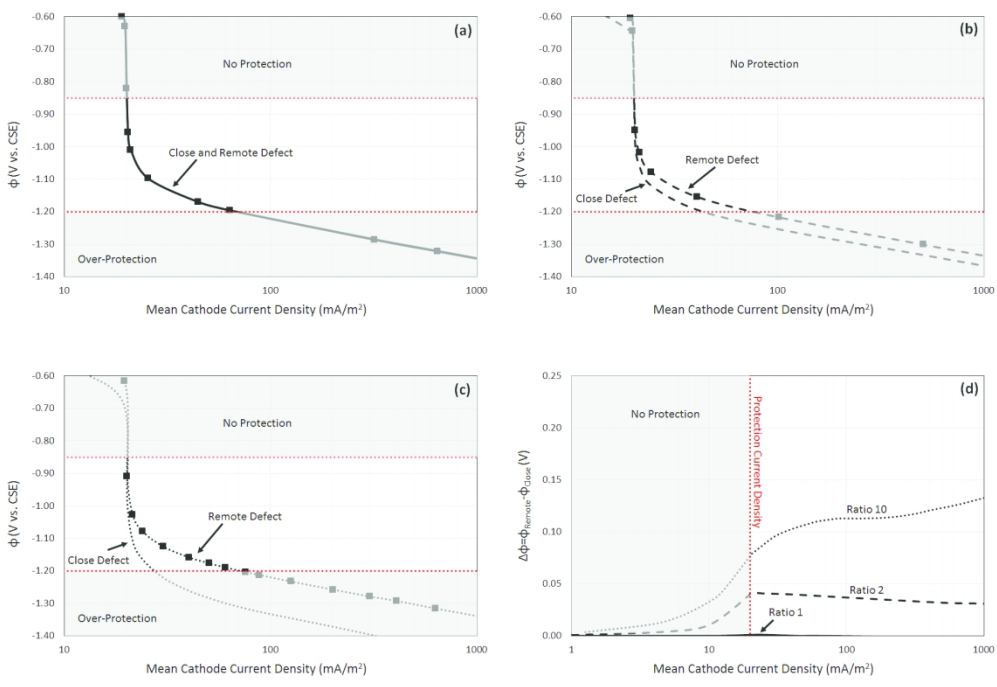 (a)
-0.60
-0.70
-0.80
-0.90
-1.00
-1.10
-1.20
-1.30
-1.40
ϕ (V vs. CSE)
No Protection
Close and Remote Defect
Over-Protection
10
100
1000
Mean Cathode Current Density (mA/m²)
(b)
-0.60
-0.70
-0.80
-0.90
-1.00
-1.10
-1.20
-1.30
-1.40
ϕ (V vs. CSE)
No Protection
Remote Defect
Close Defect
Over-Protection
10
100
1000
Mean Cathode Current Density (mA/m²)
(c)
-0.60
-0.70
-0.80
-0.90
-1.00
-1.10
-1.20
-1.30
-1.40
ϕ (V vs. CSE)
No Protection
Remote Defect
Close Defect
Over-Protection
10
100
1000
Mean Cathode Current Density (mA/m²)
(d)
0.25
0.20
0.15
0.10
0.05
0.00
Δϕ=ϕRemote-ϕClose (V)
No Protection
Protection Current Density
Ratio 10
Ratio 2
Ratio 1
1
10
100
1000
Mean Cathode Current Density (mA/m²)